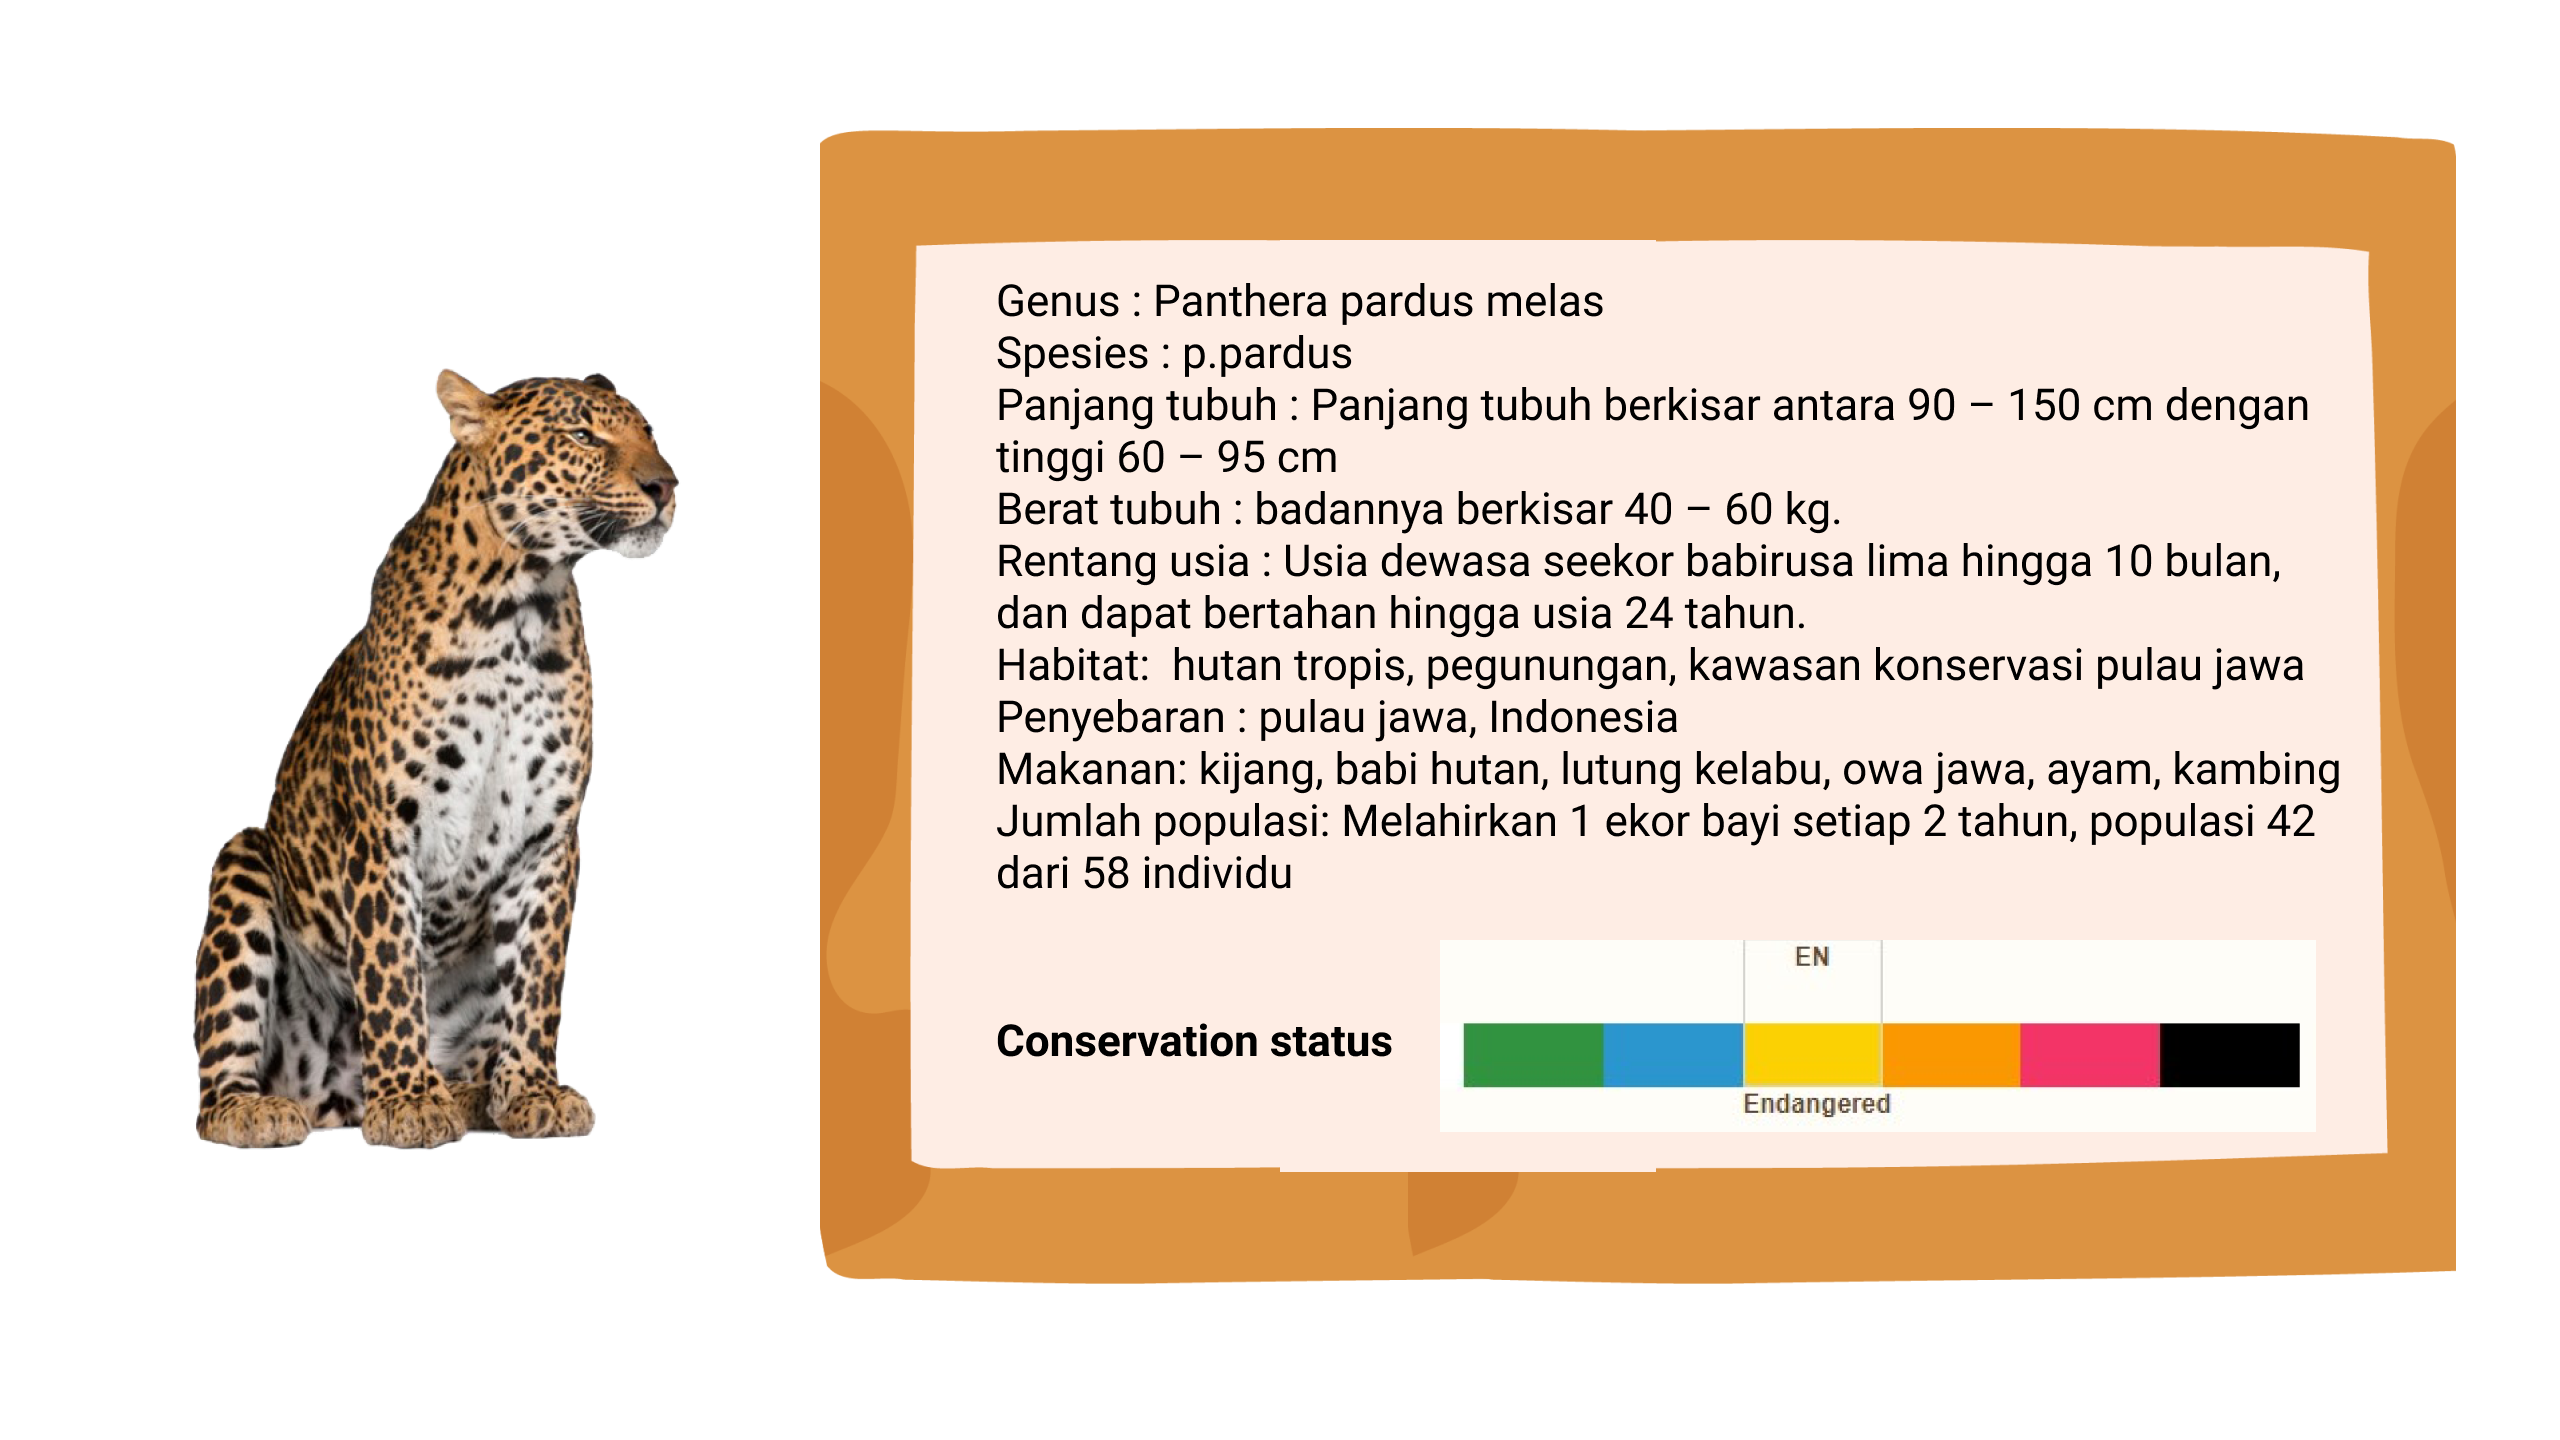 Genus : Panthera pardus melas
Spesies : p.pardus
Panjang tubuh : Panjang tubuh berkisar antara 90 – 150 cm dengan
tinggi 60 – 95 cm
Berat tubuh : badannya berkisar 40 – 60 kg.
Rentang usia : Usia dewasa seekor babirusa lima hingga 10 bulan,
dan dapat bertahan hingga usia 24 tahun.
Habitat:  hutan tropis, pegunungan, kawasan konservasi pulau jawa
Penyebaran : pulau jawa, Indonesia
Makanan: kijang, babi hutan, lutung kelabu, owa jawa, ayam, kambing
Jumlah populasi: Melahirkan 1 ekor bayi setiap 2 tahun, populasi 42
dari 58 individu
EN
Conservation status
Endangered